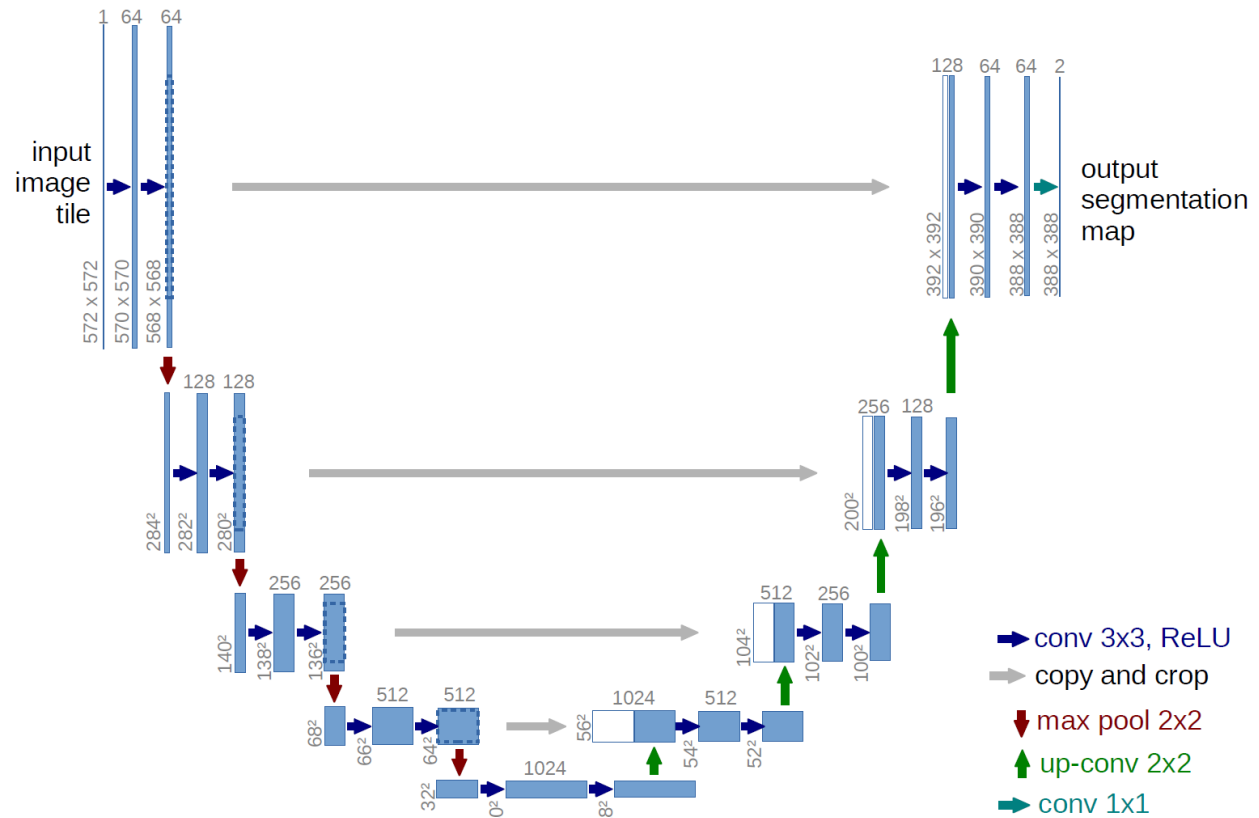 1
64
64
input
image
tile
572 x 572
570 x 570
568 x 568
128
64
64
2
output
segmentation
map
392 x 392
390 x 390
388 x 388
388 x 388
128
128
284²
282²
280²
256
128
200²
198²
196²
256
256
140²
138²
136²
512
256
104²
102²
100²
512
512
68²
66²
64²
1024
512
56²
54²
52²
1024
32²
0²
8²
conv 3x3, ReLU
copy and crop
max pool 2x2
up-conv 2x2
conv 1x1